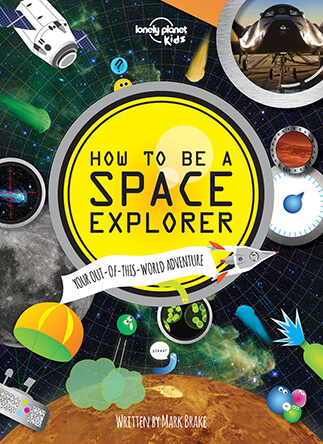 lonely planet
Kids
?
HOW TO BE A
SPACE
EXPLORER
YOUR OUT-OF-THIS-WORLD ADVENTURE
WRITTEN BY MARK BRAKE